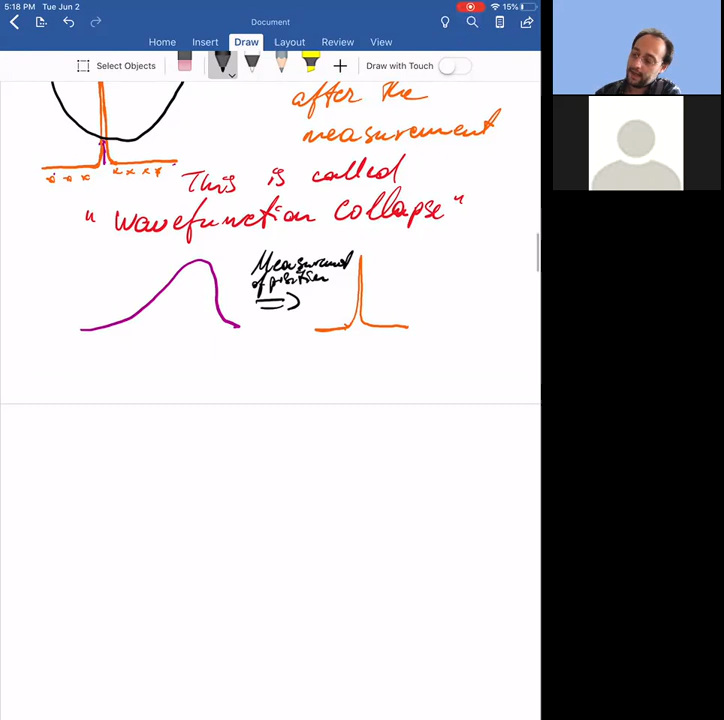 5:18 PM Tue Jun 2
15%
Document
Home Insert Draw Layout Review View
Select Objects
Draw with Touch
after the
measurement
This is called
"wavefunction collapse"
Measurement
of position